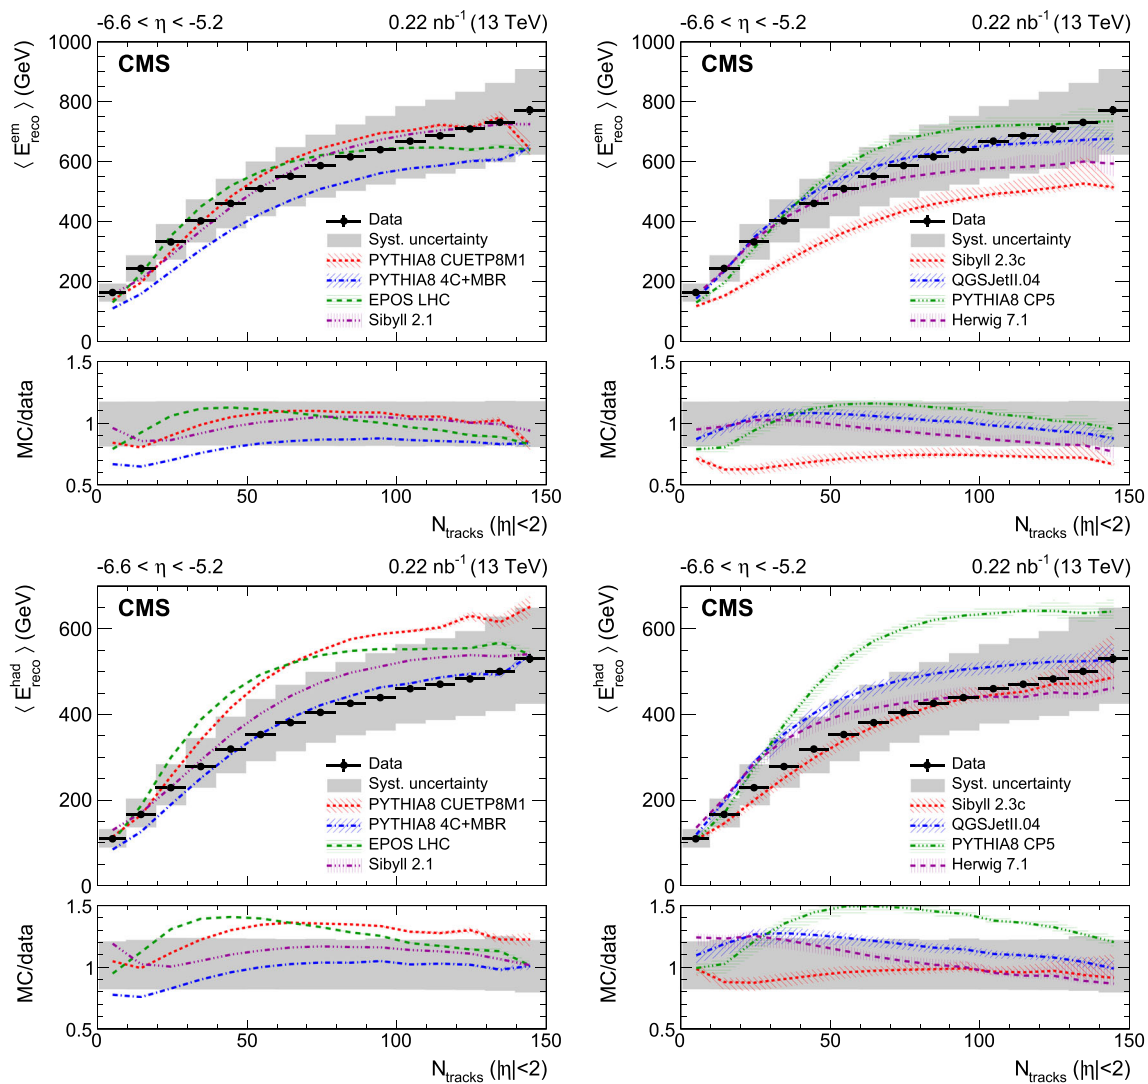 -6.6 < η < -5.2 0.22 nb⁻¹ (13 TeV)
CMS
⟨ E^em_reco ⟩ (GeV)
1000
800
600
400
200
0
Data
Syst. uncertainty
PYTHIA8 CUETP8M1
PYTHIA8 4C+MBR
EPOS LHC
Sibyll 2.1
MC/data
1.5
1
0.5
0 50 100 150
N_tracks (|η|<2)
-6.6 < η < -5.2 0.22 nb⁻¹ (13 TeV)
CMS
⟨ E^em_reco ⟩ (GeV)
1000
800
600
400
200
0
Data
Syst. uncertainty
Sibyll 2.3c
QGSJetII.04
PYTHIA8 CP5
Herwig 7.1
MC/data
1.5
1
0.5
0 50 100 150
N_tracks (|η|<2)
-6.6 < η < -5.2 0.22 nb⁻¹ (13 TeV)
CMS
⟨ E^had_reco ⟩ (GeV)
600
400
200
0
Data
Syst. uncertainty
PYTHIA8 CUETP8M1
PYTHIA8 4C+MBR
EPOS LHC
Sibyll 2.1
MC/data
1.5
1
0.5
0 50 100 150
N_tracks (|η|<2)
-6.6 < η < -5.2 0.22 nb⁻¹ (13 TeV)
CMS
⟨ E^had_reco ⟩ (GeV)
600
400
200
0
Data
Syst. uncertainty
Sibyll 2.3c
QGSJetII.04
PYTHIA8 CP5
Herwig 7.1
MC/data
1.5
1
0.5
0 50 100 150
N_tracks (|η|<2)